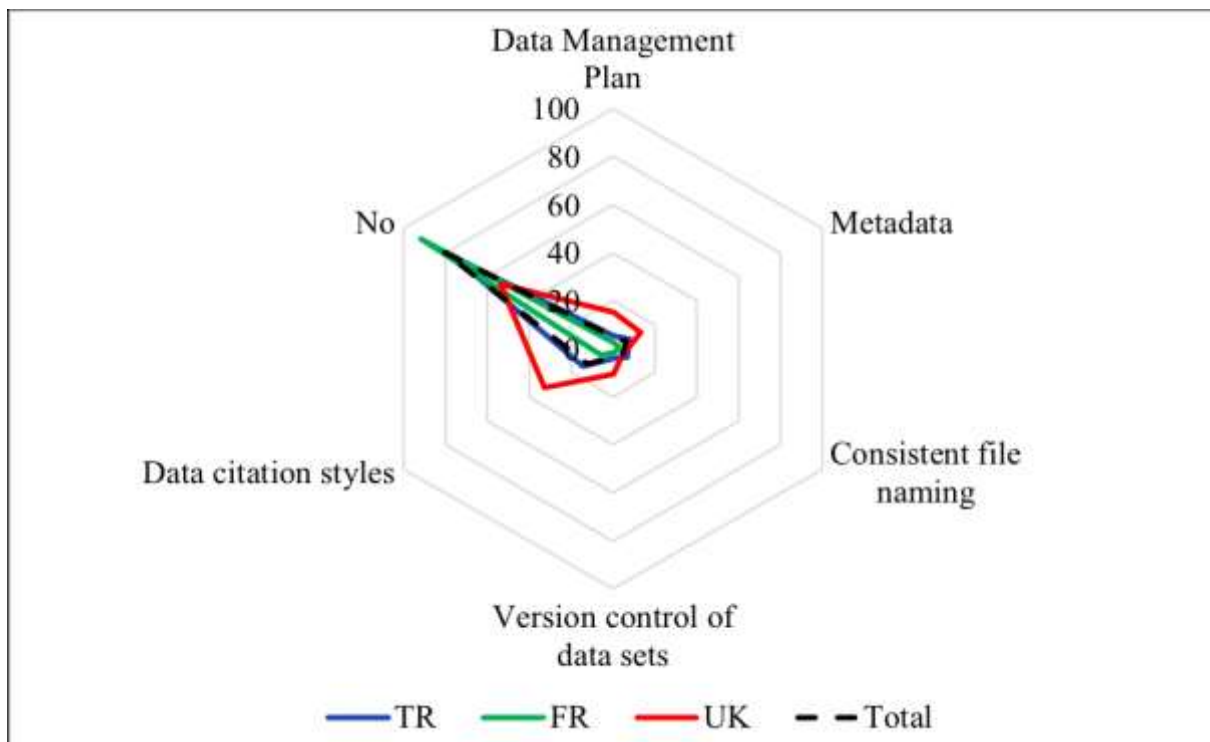 Data Management
Plan
100
80
60
40
20
0
No
Metadata
Data citation styles
Consistent file
naming
Version control of
data sets
TR FR UK Total